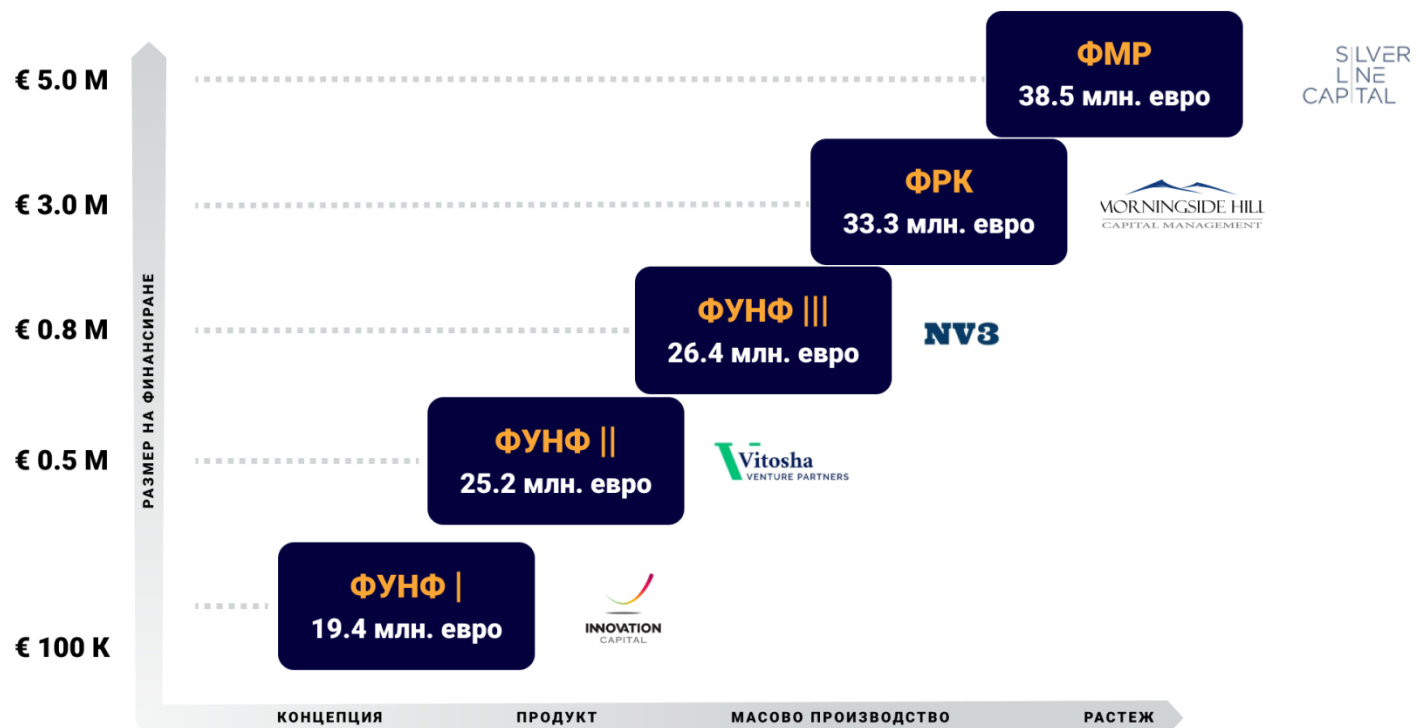 € 5.0 M
ФМР
38.5 млн. евро
SILVER
LINE
CAPITAL
€ 3.0 M
ФРК
33.3 млн. евро
MORNINGSIDE HILL
CAPITAL MANAGEMENT
€ 0.8 M
ФУНФ |||
26.4 млн. евро
NV3
€ 0.5 M
ФУНФ ||
25.2 млн. евро
Vitosha
VENTURE PARTNERS
€ 100 K
ФУНФ |
19.4 млн. евро
INNOVATION
CAPITAL
РАЗМЕР НА ФИНАНСИРАНЕ
КОНЦЕПЦИЯ ПРОДУКТ МАСОВО ПРОИЗВОДСТВО РАСТЕЖ